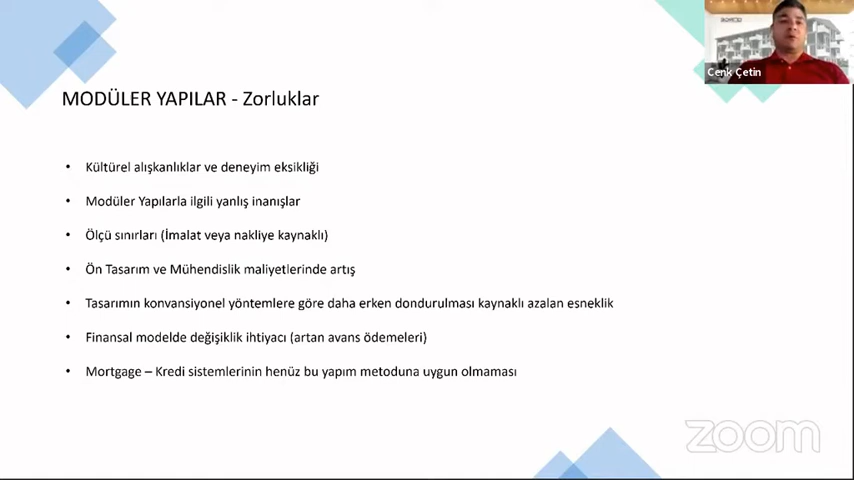 Cenk Çetin
MODÜLER YAPILAR - Zorluklar
• Kültürel alışkanlıklar ve deneyim eksikliği
• Modüler Yapılarla ilgili yanlış inanışlar
• Ölçü sınırları (İmalat veya nakliye kaynaklı)
• Ön Tasarım ve Mühendislik maliyetlerinde artış
• Tasarımın konvansiyonel yöntemlere göre daha erken dondurulması kaynaklı azalan esneklik
• Finansal modelde değişiklik ihtiyacı (artan avans ödemeleri)
• Mortgage – Kredi sistemlerinin henüz bu yapım metoduna uygun olmaması
zoom